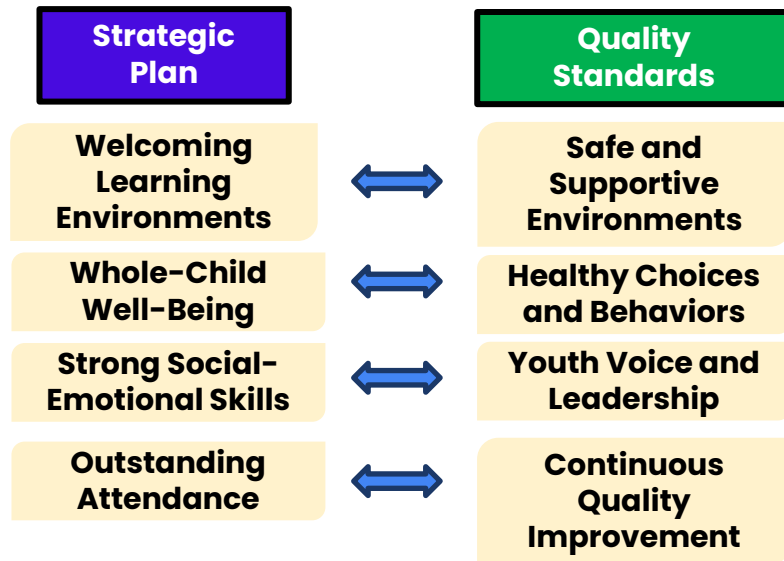 Strategic
Plan
Quality
Standards
Welcoming
Learning
Environments
Safe and
Supportive
Environments
Whole-Child
Well-Being
Healthy Choices
and Behaviors
Strong Social-
Emotional Skills
Youth Voice and
Leadership
Outstanding
Attendance
Continuous
Quality
Improvement